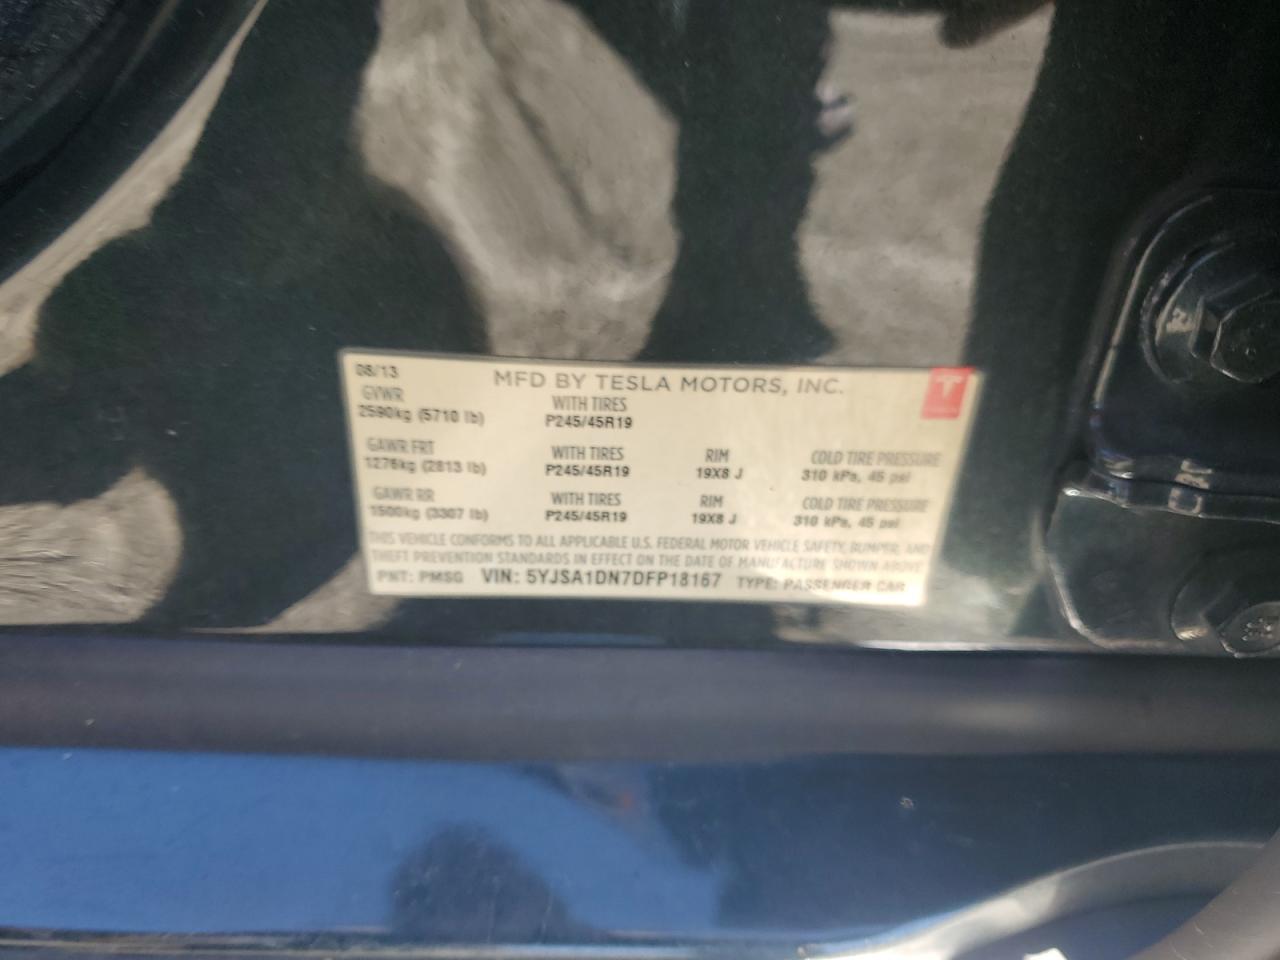 08/13 MFD BY TESLA MOTORS, INC.
GVWR WITH TIRES
2590kg (5710 lb) P245/45R19
GAWR FRT WITH TIRES RIM COLD TIRE PRESSURE
1276kg (2813 lb) P245/45R19 19X8 J 310 kPa, 45 psi
GAWR RR WITH TIRES RIM COLD TIRE PRESSURE
1500kg (3307 lb) P245/45R19 19X8 J 310 kPa, 45 psi
THIS VEHICLE CONFORMS TO ALL APPLICABLE U.S. FEDERAL MOTOR VEHICLE SAFETY, BUMPER, AND
THEFT PREVENTION STANDARDS IN EFFECT ON THE DATE OF MANUFACTURE SHOWN ABOVE
PNT: PMSG VIN: 5YJSA1DN7DFP18167 TYPE: PASSENGER CAR